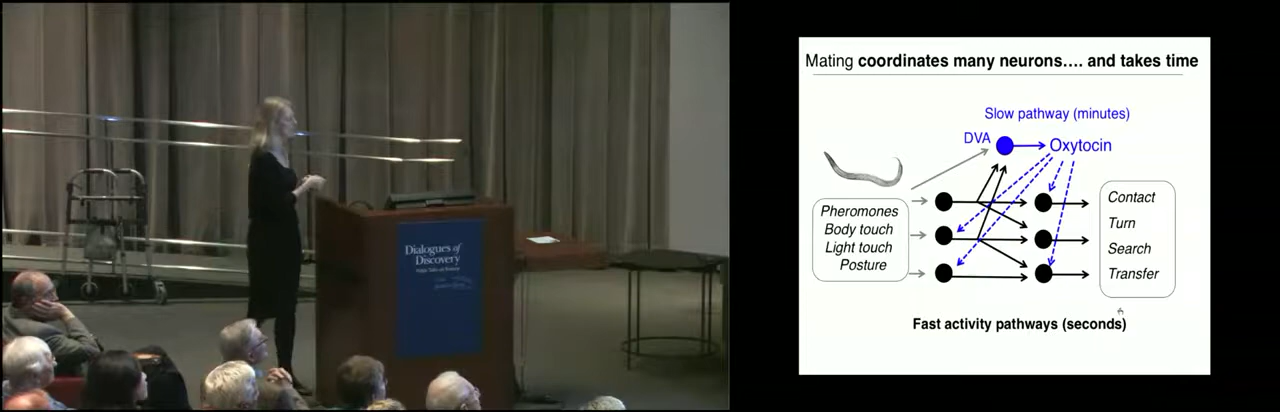 Dialogues of
Discovery
Mating coordinates many neurons…. and takes time
Slow pathway (minutes)
DVA
Oxytocin
Pheromones
Body touch
Light touch
Posture
Contact
Turn
Search
Transfer
Fast activity pathways (seconds)